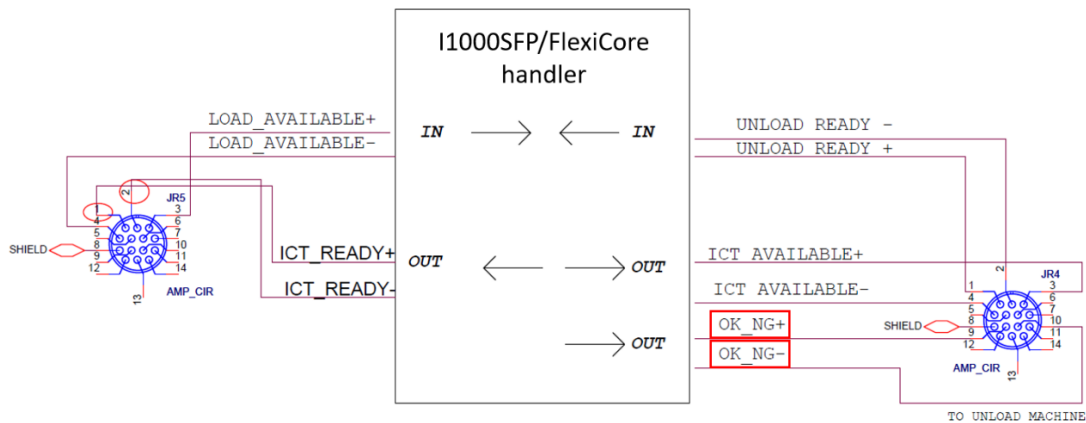 I1000SFP/FlexiCore
handler
LOAD_AVAILABLE+
LOAD_AVAILABLE-
IN
IN
UNLOAD READY -
UNLOAD READY +
2
JR5
1
3
4
6
5
7
SHIELD
8
10
9
11
12
14
13
AMP_CIR
ICT_READY+
OUT
ICT_READY-
OUT
ICT AVAILABLE+
ICT AVAILABLE-
2
JR4
1
3
4
6
5
7
SHIELD
8
10
9
11
12
14
13
AMP_CIR
OK_NG+
OUT
OK_NG-
TO UNLOAD MACHINE